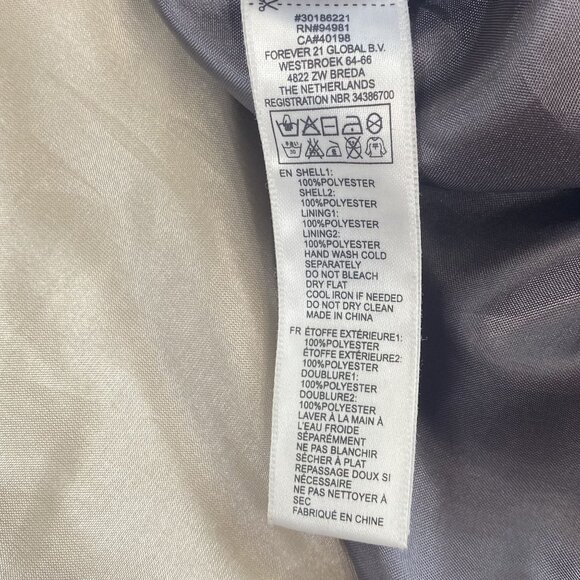 #30186221
RN#94981
CA#40198
FOREVER 21 GLOBAL B.V.
WESTBROEK 64-66
4822 ZW BREDA
THE NETHERLANDS
REGISTRATION NBR 34386700
EN SHELL1:
100%POLYESTER
SHELL2:
100%POLYESTER
LINING1:
100%POLYESTER
LINING2:
100%POLYESTER
HAND WASH COLD
SEPARATELY
DO NOT BLEACH
DRY FLAT
COOL IRON IF NEEDED
DO NOT DRY CLEAN
MADE IN CHINA
FR ÉTOFFE EXTÉRIEURE1:
100%POLYESTER
ÉTOFFE EXTÉRIEURE2:
100%POLYESTER
DOUBLURE1:
100%POLYESTER
DOUBLURE2:
100%POLYESTER
LAVER À LA MAIN À
L'EAU FROIDE
SÉPARÉMMENT
NE PAS BLANCHIR
SÉCHER À PLAT
REPASSAGE DOUX SI
NÉCESSAIRE
NE PAS NETTOYER À
SEC
FABRIQUÉ EN CHINE